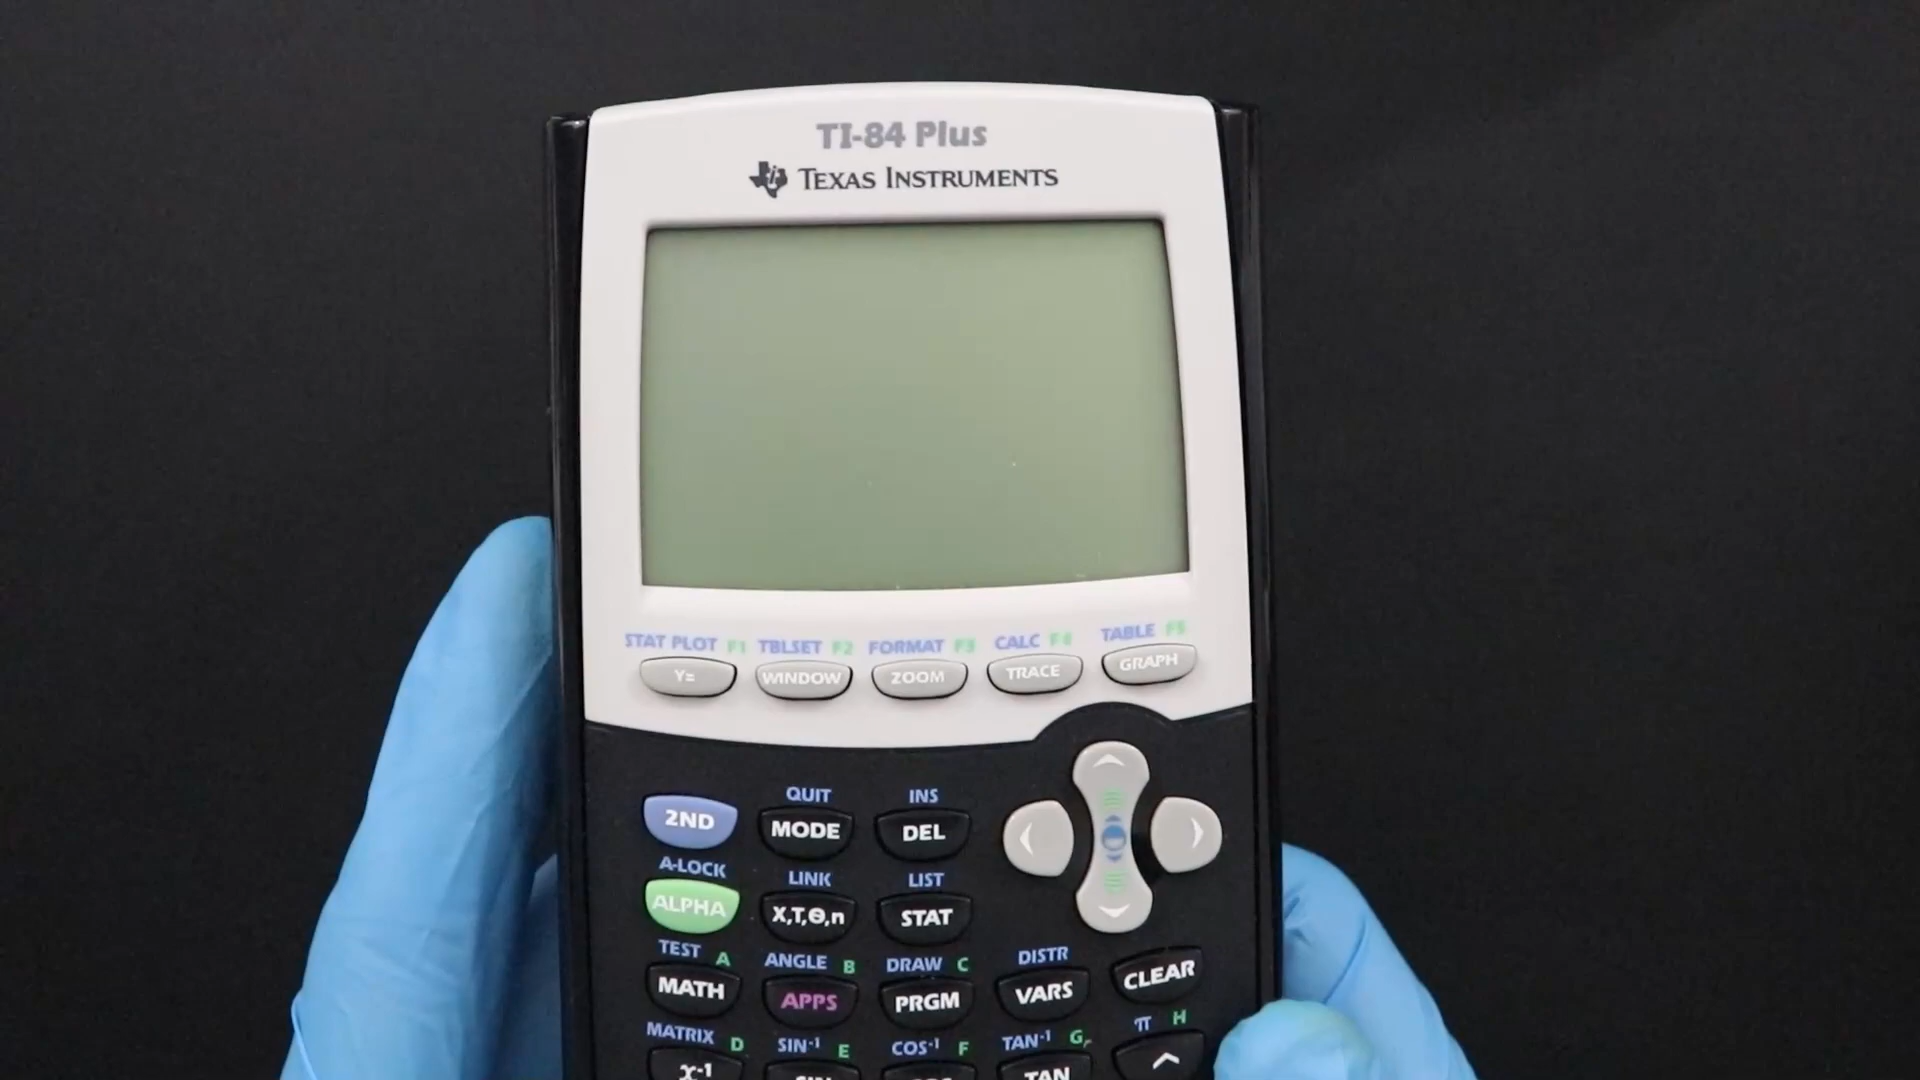 TI-84 Plus
TEXAS INSTRUMENTS
STAT PLOT F1 TBLSET F2 FORMAT F3 CALC F4 TABLE F5
Y= WINDOW ZOOM TRACE GRAPH
QUIT INS
2ND MODE DEL
A-LOCK LINK LIST
ALPHA X,T,Θ,n STAT
TEST A ANGLE B DRAW C DISTR
MATH APPS PRGM VARS CLEAR
MATRIX D SIN-1 E COS-1 F TAN-1 G π H
x-1 SIN COS TAN ^